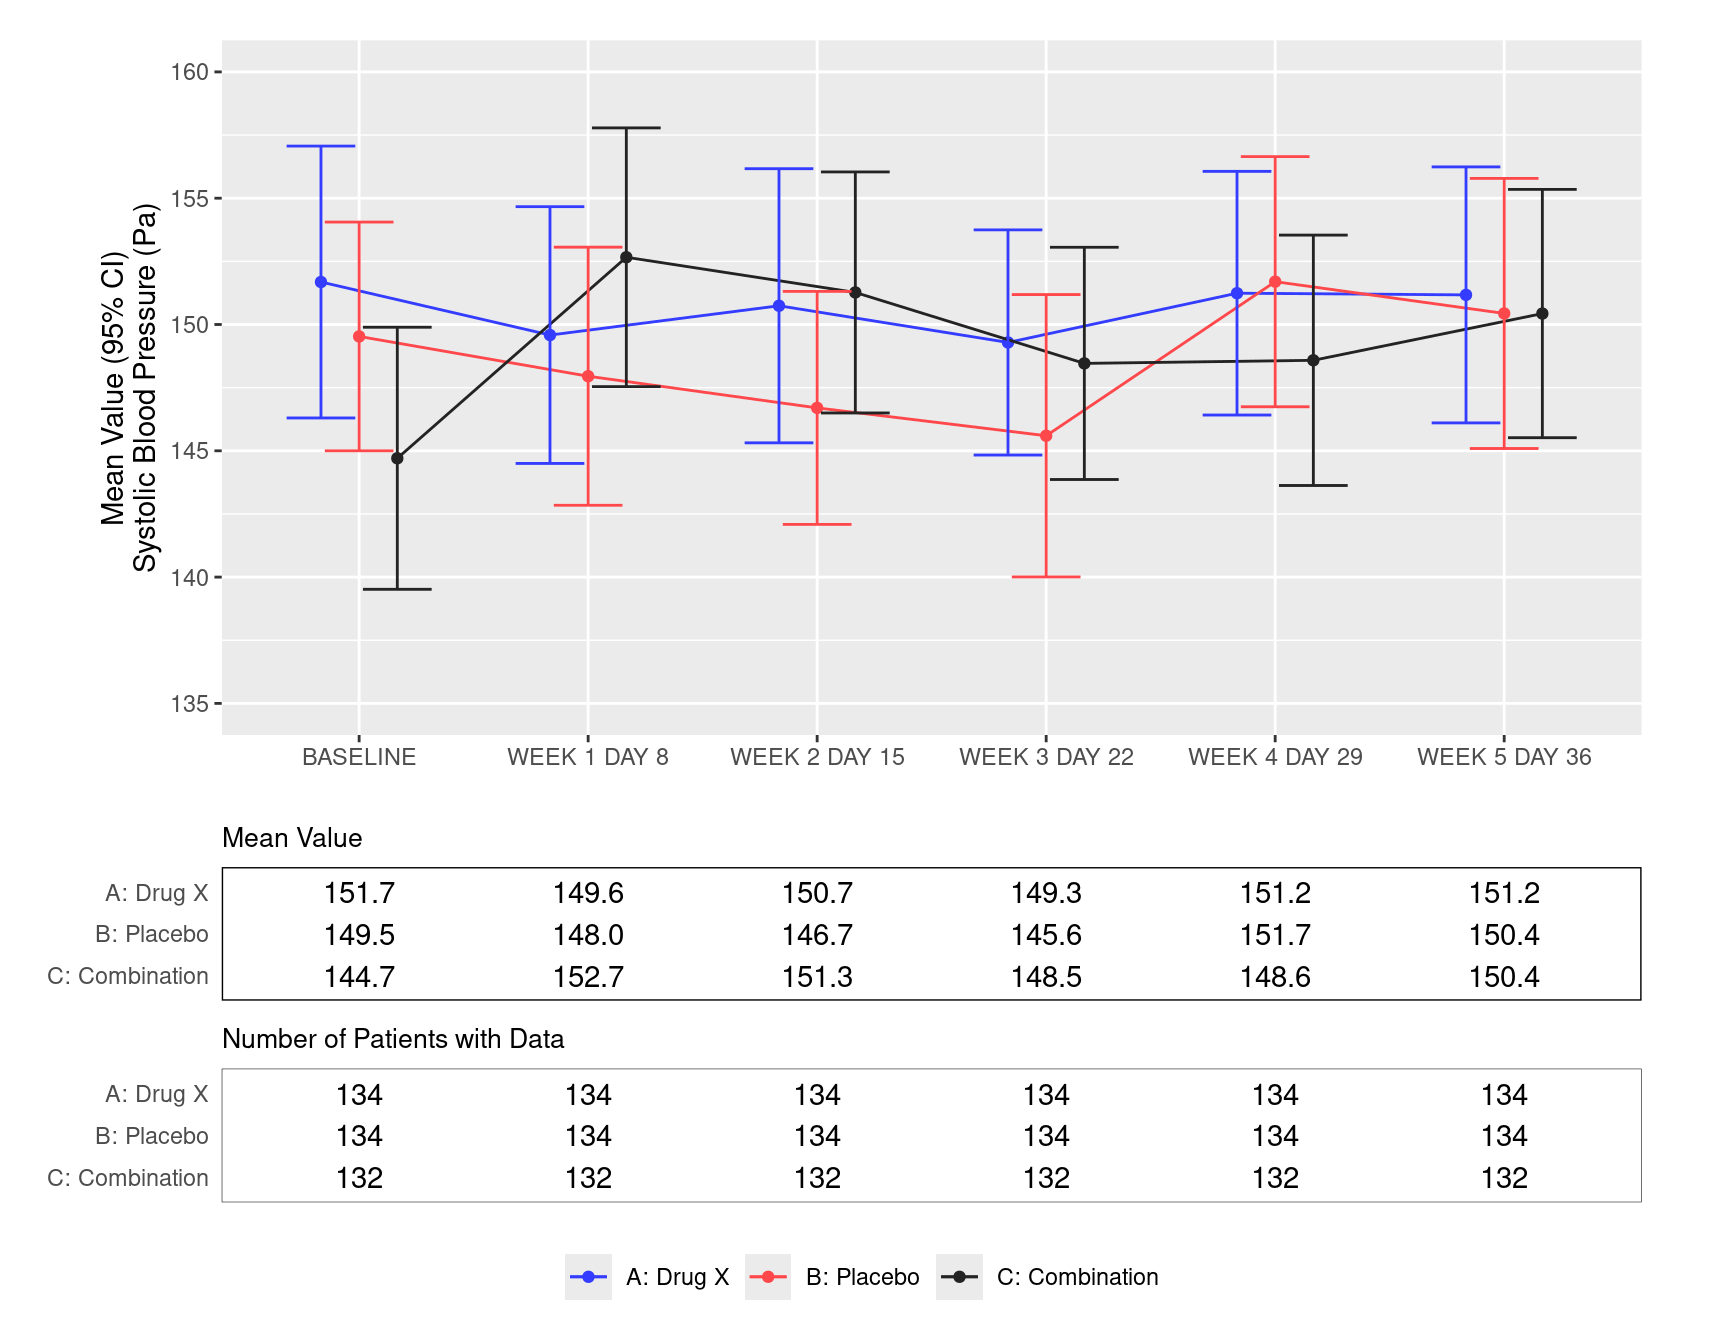 160
155
150
145
140
135
Mean Value (95% CI)
Systolic Blood Pressure (Pa)
BASELINE WEEK 1 DAY 8 WEEK 2 DAY 15 WEEK 3 DAY 22 WEEK 4 DAY 29 WEEK 5 DAY 36
Mean Value
A: Drug X 151.7 149.6 150.7 149.3 151.2 151.2
B: Placebo 149.5 148.0 146.7 145.6 151.7 150.4
C: Combination 144.7 152.7 151.3 148.5 148.6 150.4
Number of Patients with Data
A: Drug X 134 134 134 134 134 134
B: Placebo 134 134 134 134 134 134
C: Combination 132 132 132 132 132 132
A: Drug X B: Placebo C: Combination